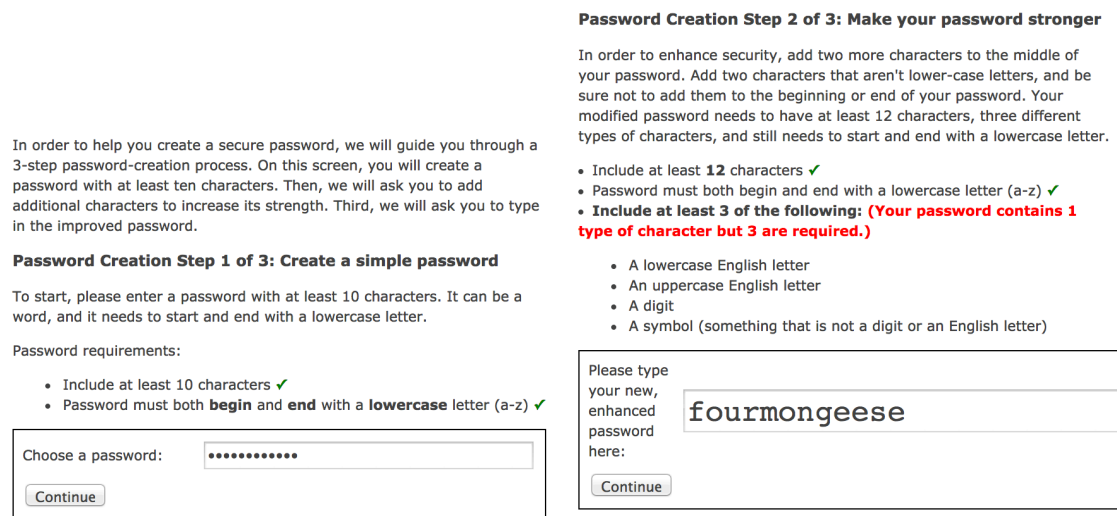 In order to help you create a secure password, we will guide you through a
3-step password-creation process. On this screen, you will create a
password with at least ten characters. Then, we will ask you to add
additional characters to increase its strength. Third, we will ask you to type
in the improved password.
Password Creation Step 1 of 3: Create a simple password
To start, please enter a password with at least 10 characters. It can be a
word, and it needs to start and end with a lowercase letter.
Password requirements:
• Include at least 10 characters ✔
• Password must both begin and end with a lowercase letter (a-z) ✔
Choose a password: ••••••••••••
Continue
Password Creation Step 2 of 3: Make your password stronger
In order to enhance security, add two more characters to the middle of
your password. Add two characters that aren't lower-case letters, and be
sure not to add them to the beginning or end of your password. Your
modified password needs to have at least 12 characters, three different
types of characters, and still needs to start and end with a lowercase letter.
• Include at least 12 characters ✔
• Password must both begin and end with a lowercase letter (a-z) ✔
• Include at least 3 of the following: (Your password contains 1
type of character but 3 are required.)
• A lowercase English letter
• An uppercase English letter
• A digit
• A symbol (something that is not a digit or an English letter)
Please type
your new,
enhanced
password
here:
fourmongeese
Continue